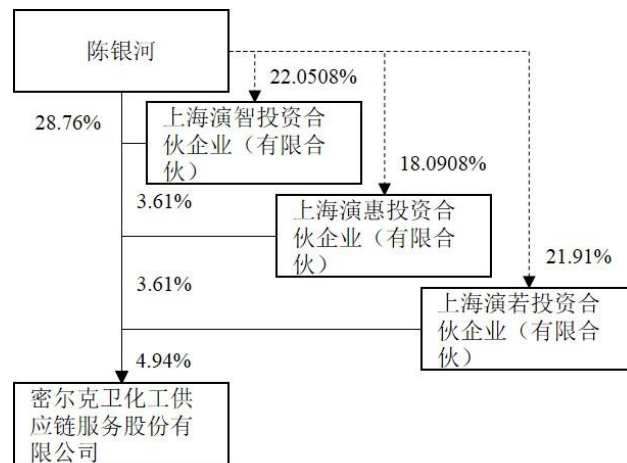 陈银河
22.0508%
28.76%
上海演智投资合
伙企业（有限合
伙）
18.0908%
3.61%
上海演惠投资合
伙企业（有限合
伙）
21.91%
3.61%
上海演若投资合
伙企业（有限合
伙）
4.94%
密尔克卫化工供
应链服务股份有
限公司